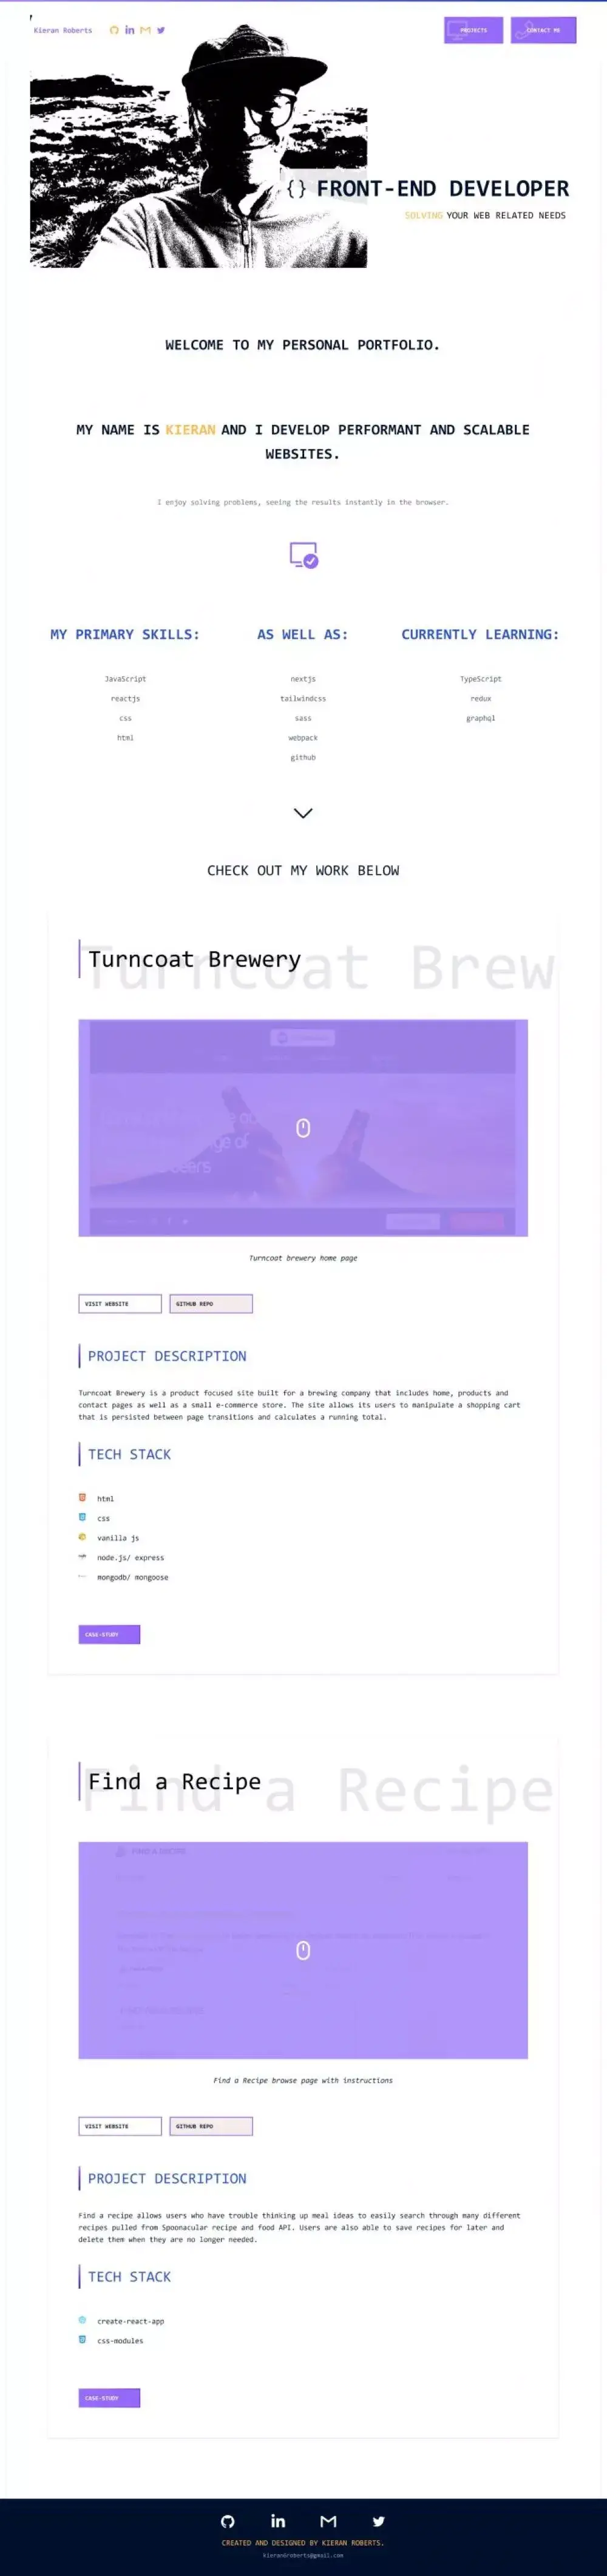 Kieran Roberts
PROJECTS
CONTACT ME
{} FRONT-END DEVELOPER
SOLVING YOUR WEB RELATED NEEDS
WELCOME TO MY PERSONAL PORTFOLIO.
MY NAME IS KIERAN AND I DEVELOP PERFORMANT AND SCALABLE
WEBSITES.
I enjoy solving problems, seeing the results instantly in the browser.
MY PRIMARY SKILLS:
JavaScript
reactjs
css
html
AS WELL AS:
nextjs
tailwindcss
sass
webpack
github
CURRENTLY LEARNING:
TypeScript
redux
graphql
CHECK OUT MY WORK BELOW
Turncoat Brew
Turncoat Brewery
Turncoat brewery home page
VISIT WEBSITE
GITHUB REPO
PROJECT DESCRIPTION
Turncoat Brewery is a product focused site built for a brewing company that includes home, products and
contact pages as well as a small e-commerce store. The site allows its users to manipulate a shopping cart
that is persisted between page transitions and calculates a running total.
TECH STACK
html
css
vanilla js
node.js/ express
mongodb/ mongoose
CASE-STUDY
Find a Recipe
Find a Recipe
FIND A RECIPE
Find a Recipe browse page with instructions
VISIT WEBSITE
GITHUB REPO
PROJECT DESCRIPTION
Find a recipe allows users who have trouble thinking up meal ideas to easily search through many different
recipes pulled from Spoonacular recipe and food API. Users are also able to save recipes for later and
delete them when they are no longer needed.
TECH STACK
create-react-app
css-modules
CASE-STUDY
CREATED AND DESIGNED BY KIERAN ROBERTS.